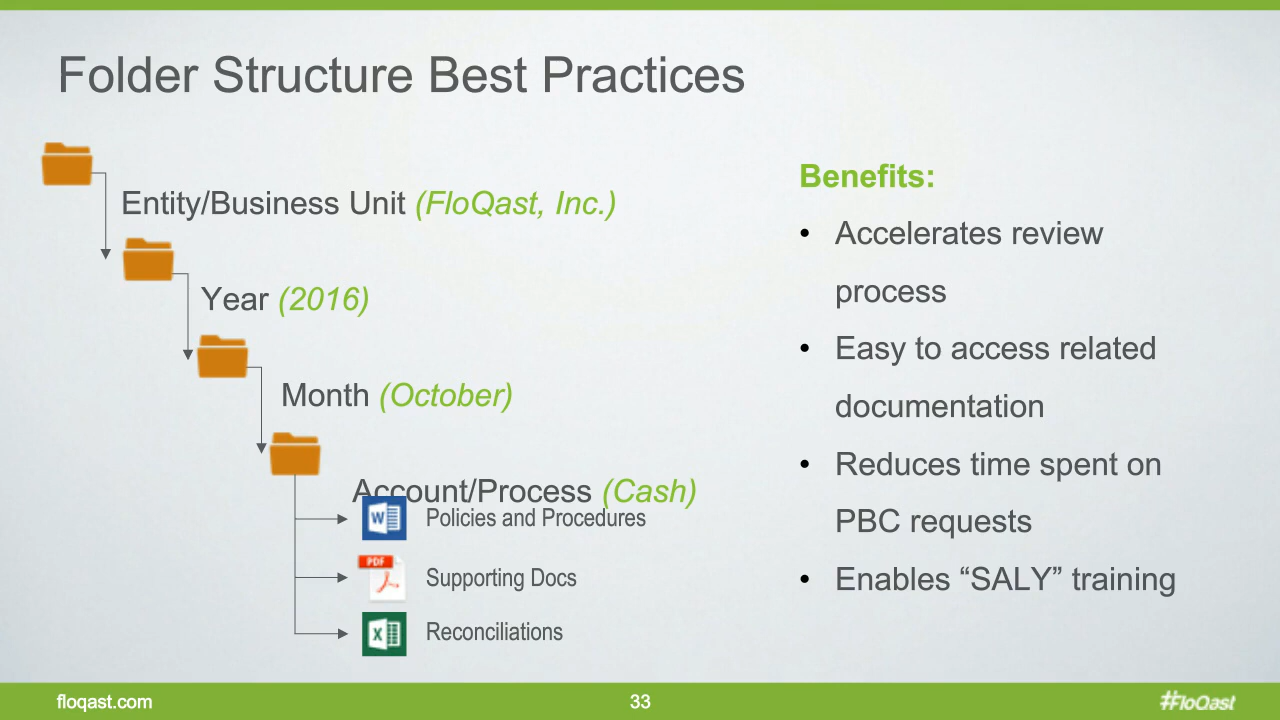 Folder Structure Best Practices
Entity/Business Unit (FloQast, Inc.)
Year (2016)
Month (October)
Account/Process (Cash)
W
Policies and Procedures
PDF
Supporting Docs
X
Reconciliations
Benefits:
• Accelerates review
process
• Easy to access related
documentation
• Reduces time spent on
PBC requests
• Enables “SALY” training
floqast.com
33
#FloQast